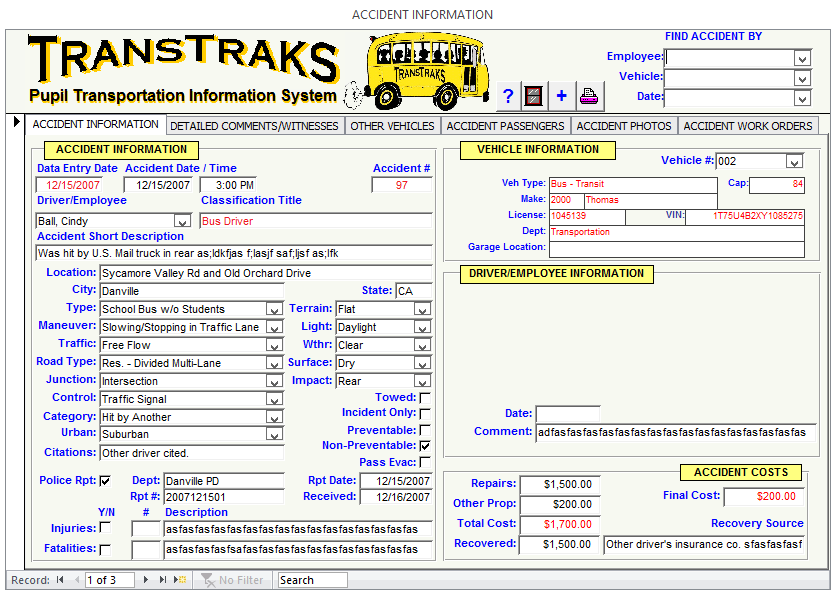 ACCIDENT INFORMATION
TRANSTRAKS
Pupil Transportation Information System
TRANSTRAKS
?
+
FIND ACCIDENT BY
Employee:
Vehicle:
Date:
ACCIDENT INFORMATION DETAILED COMMENTS/WITNESSES OTHER VEHICLES ACCIDENT PASSENGERS ACCIDENT PHOTOS ACCIDENT WORK ORDERS
ACCIDENT INFORMATION
Data Entry Date Accident Date / Time Accident #
12/15/2007 12/15/2007 3:00 PM 97
Driver/Employee Classification Title
Ball, Cindy Bus Driver
Accident Short Description
Was hit by U.S. Mail truck in rear as;ldkfjas f;lasjf saf;ljsf as;lfk
Location: Sycamore Valley Rd and Old Orchard Drive
City: Danville State: CA
Type: School Bus w/o Students Terrain: Flat
Maneuver: Slowing/Stopping in Traffic Lane Light: Daylight
Traffic: Free Flow Wthr: Clear
Road Type: Res. - Divided Multi-Lane Surface: Dry
Junction: Intersection Impact: Rear
Control: Traffic Signal Towed:
Category: Hit by Another Incident Only:
Urban: Suburban Preventable:
Citations: Other driver cited. Non-Preventable:
Pass Evac:
Police Rpt: Dept: Danville PD Rpt Date: 12/15/2007
Rpt #: 2007121501 Received: 12/16/2007
Y/N # Description
Injuries: asfasfasfasfasfasfasfasfasfasfasfasfasfasfasfas
Fatalities: asfasfasfasfasfasfasfasfasfasfasfasfasfasfasfas
VEHICLE INFORMATION
Vehicle #: 002
Veh Type: Bus - Transit Cap: 84
Make: 2000 Thomas
License: 1045139 VIN: 1T75U4B2XY1085275
Dept: Transportation
Garage Location:
DRIVER/EMPLOYEE INFORMATION
Date:
Comment: adfasfasfasfasfasfasfasfasfasfasfasfasfasfasfasfas
ACCIDENT COSTS
Repairs: $1,500.00 Final Cost: $200.00
Other Prop: $200.00
Total Cost: $1,700.00 Recovery Source
Recovered: $1,500.00 Other driver's insurance co. sfasfasfasf
Record: 1 of 3 No Filter Search